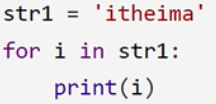 str1 = 'itheima'
for i in str1:
    print(i)